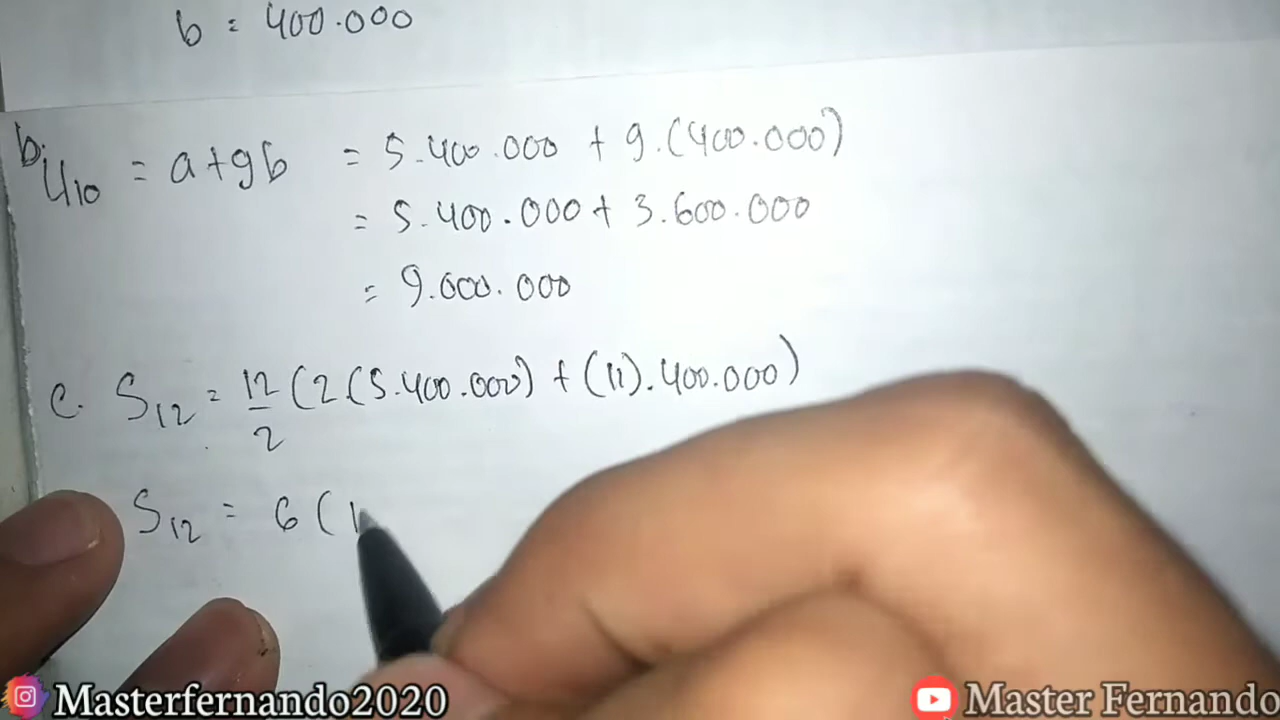 b = 400.000
b. U10 = a+9b = 5.400.000 + 9.(400.000)
= 5.400.000 + 3.600.000
= 9.000.000
c. S12 = 12/2 (2(5.400.000) + (11).400.000)
S12 = 6 (1
Masterfernando2020
Master Fernando